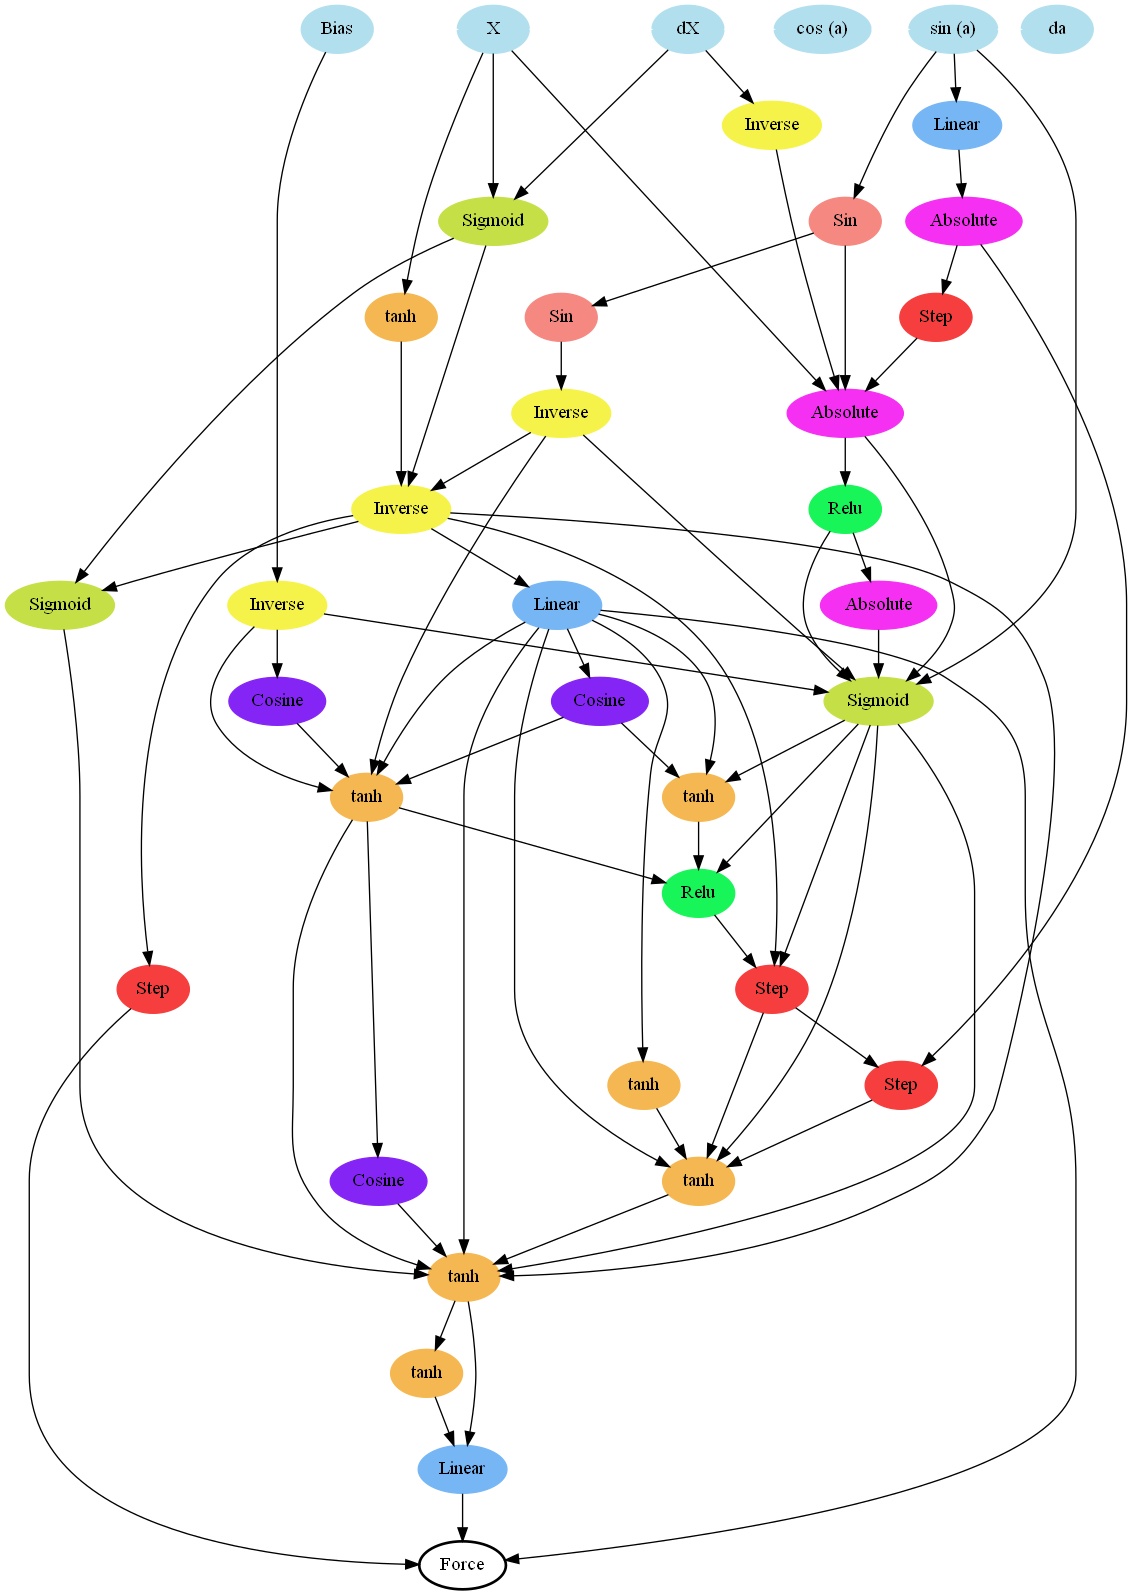 Bias
X
dX
cos (a)
sin (a)
da
Inverse
Linear
Sigmoid
Sin
Absolute
tanh
Sin
Step
Inverse
Absolute
Inverse
Relu
Sigmoid
Inverse
Linear
Absolute
Cosine
Cosine
Sigmoid
tanh
tanh
Relu
Step
Step
tanh
Step
Cosine
tanh
tanh
tanh
Linear
Force